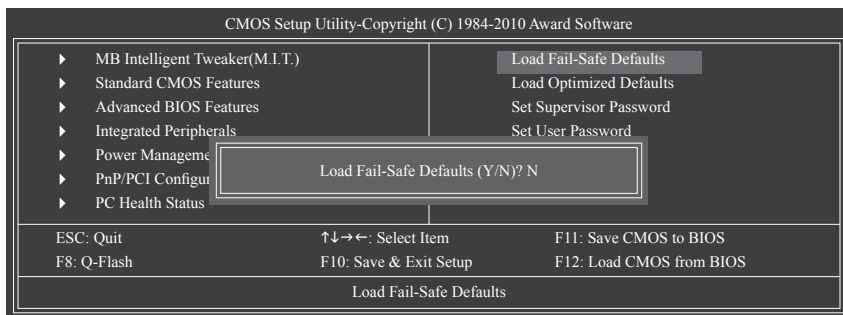 CMOS Setup Utility-Copyright (C) 1984-2010 Award Software
MB Intelligent Tweaker(M.I.T.)
Standard CMOS Features
Advanced BIOS Features
Integrated Peripherals
Power Manageme
PnP/PCI Configur
PC Health Status
Load Fail-Safe Defaults
Load Optimized Defaults
Set Supervisor Password
Set User Password
Load Fail-Safe Defaults (Y/N)? N
ESC: Quit ↑↓→←: Select Item F11: Save CMOS to BIOS
F8: Q-Flash F10: Save & Exit Setup F12: Load CMOS from BIOS
Load Fail-Safe Defaults